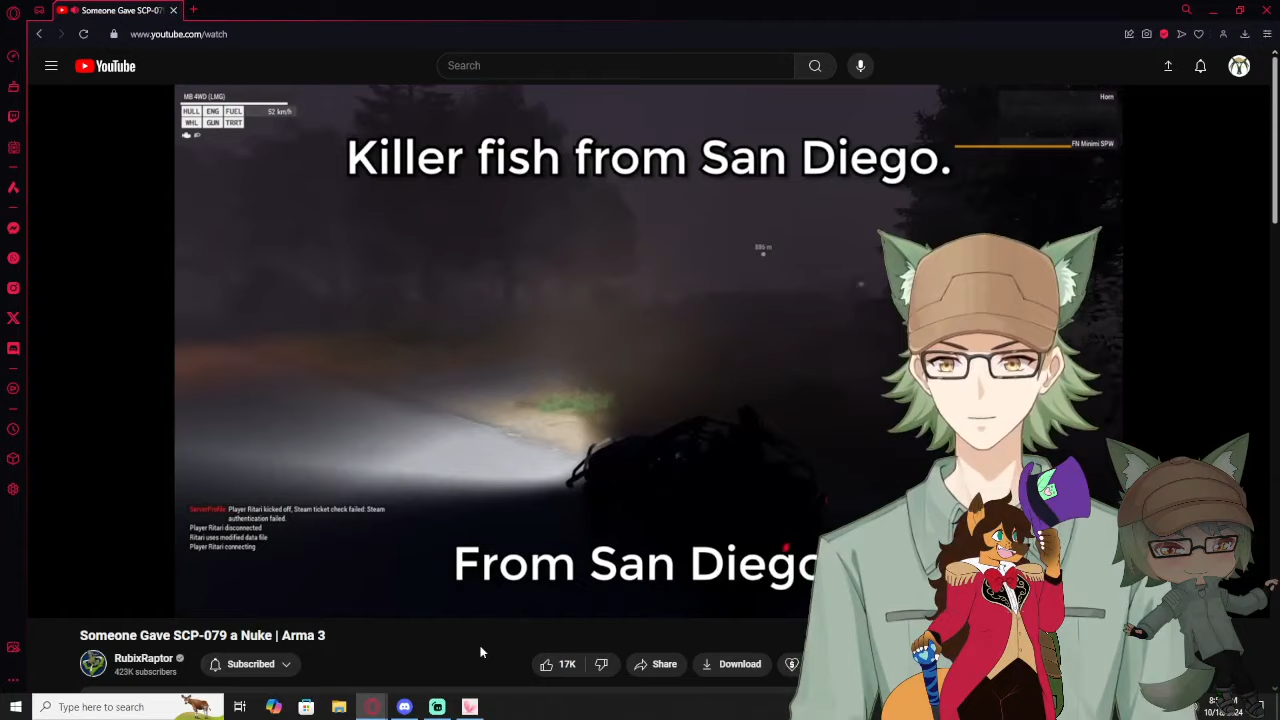 Someone Gave SCP-079
www.youtube.com/watch
YouTube
Search
MB 4WD (LMG)
HULL ENG FUEL 52 km/h
WHL GUN TRRT
Horn
FN Minimi SPW
Killer fish from San Diego.
ServerProfile Player Ritari kicked off, Steam ticket check failed: Steam
authentication failed.
Player Ritari disconnected
Ritari uses modified data file
Player Ritari connecting
From San Diego
Someone Gave SCP-079 a Nuke | Arma 3
RubixRaptor
423K subscribers
Subscribed
17K
Share
Download
Type here to search